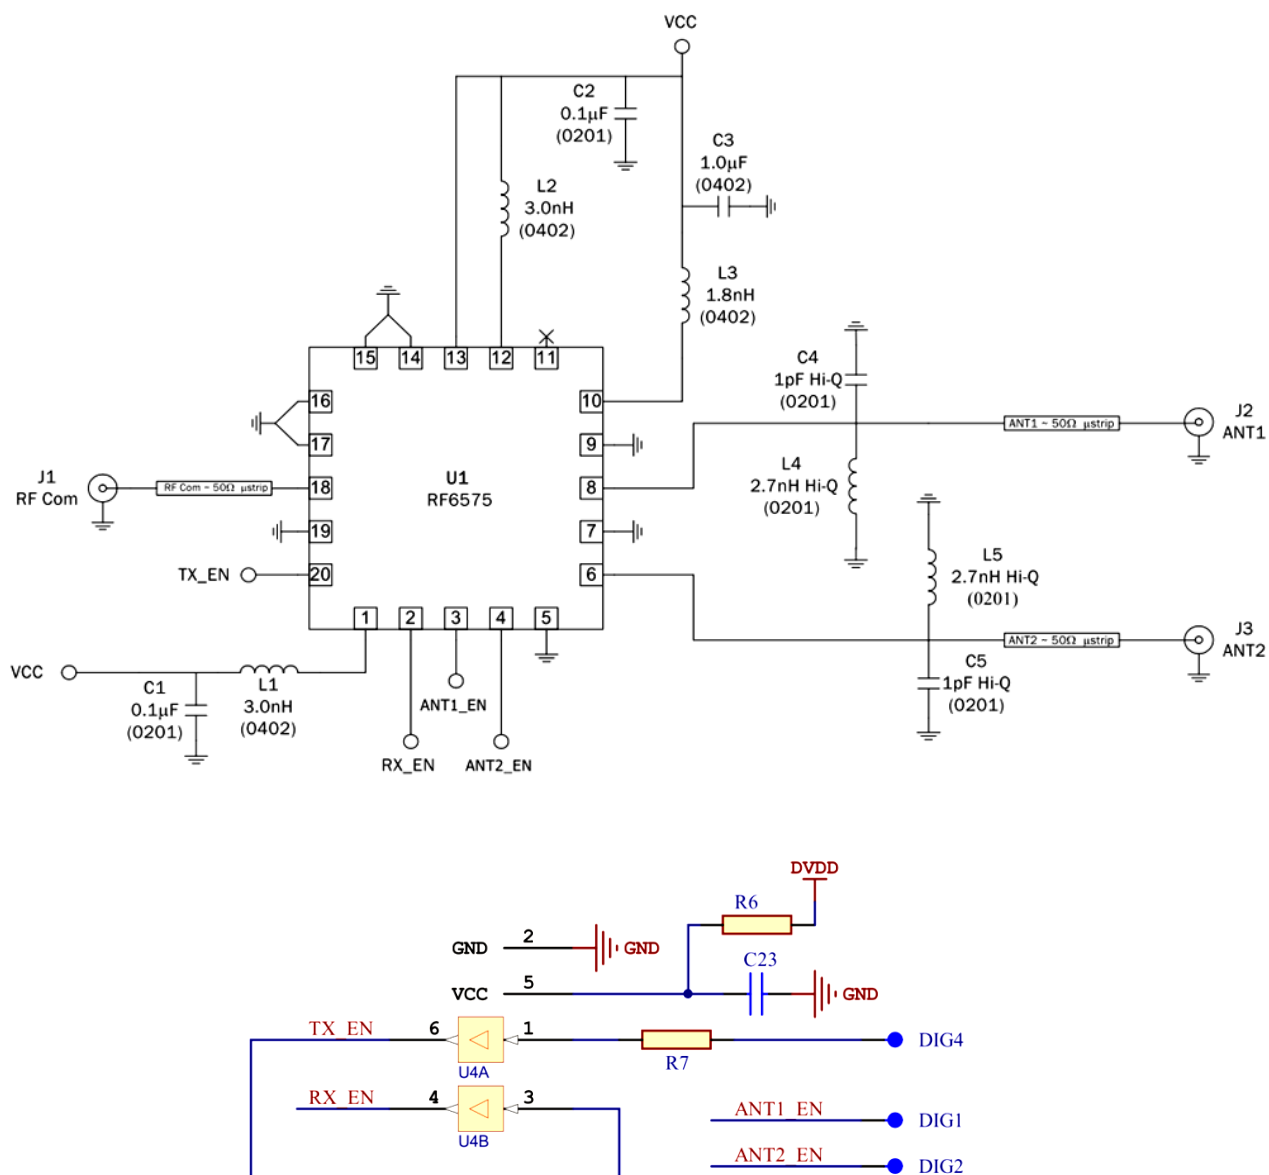 VCC
C2
0.1µF
(0201)
C3
1.0µF
(0402)
L2
3.0nH
(0402)
L3
1.8nH
(0402)
15 14 13 12 11
C4
1pF Hi-Q
(0201)
16 10
J2
ANT1
ANT1 ~ 50Ω µstrip
17 9
L4
2.7nH Hi-Q
(0201)
J1
RF Com
RF Com ~ 50Ω µstrip
18 8
U1
RF6575
19 7
L5
2.7nH Hi-Q
(0201)
TX_EN
20 6
1 2 3 4 5
J3
ANT2
ANT2 ~ 50Ω µstrip
VCC
C1
0.1µF
(0201)
L1
3.0nH
(0402)
C5
1pF Hi-Q
(0201)
ANT1_EN
RX_EN
ANT2_EN
DVDD
R6
GND 2 GND
C23
VCC 5 GND
TX_EN 6 1 DIG4
U4A
R7
RX_EN 4 3
U4B
ANT1_EN DIG1
ANT2_EN DIG2